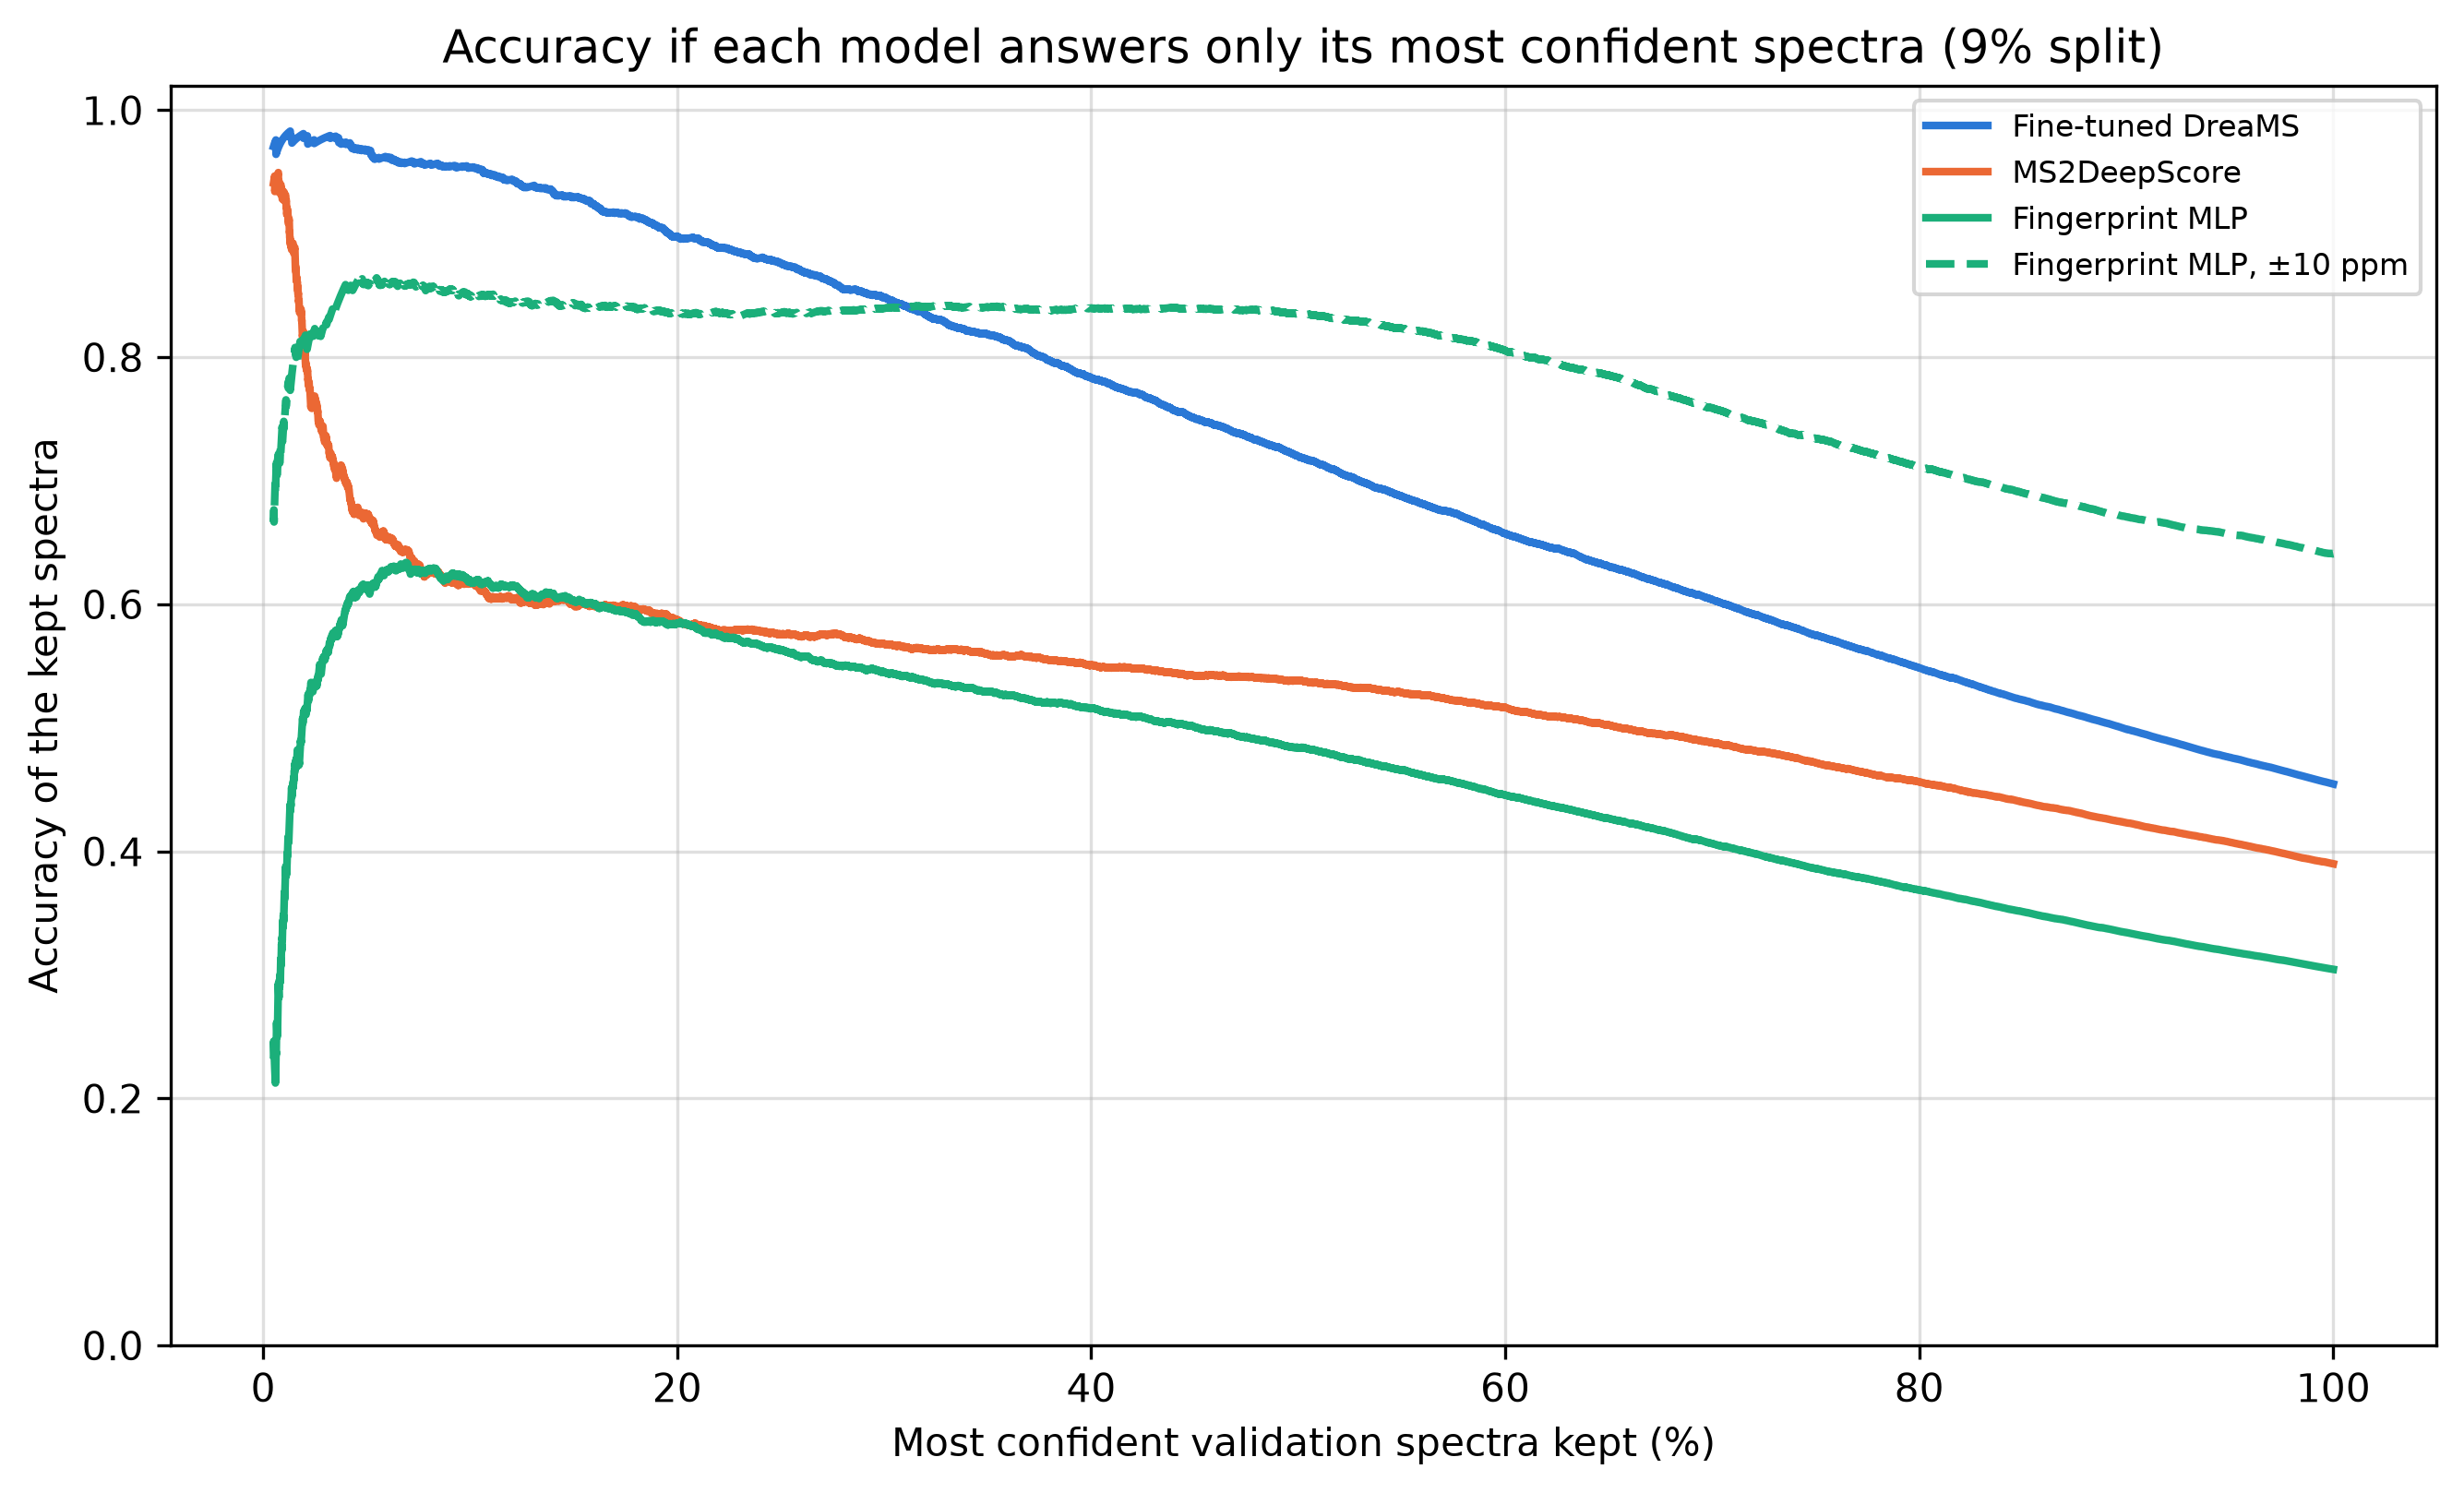 Accuracy if each model answers only its most confident spectra (9% split)
Fine-tuned DreaMS
MS2DeepScore
Fingerprint MLP
Fingerprint MLP, ±10 ppm
Accuracy of the kept spectra
1.0
0.8
0.6
0.4
0.2
0.0
0 20 40 60 80 100
Most confident validation spectra kept (%)